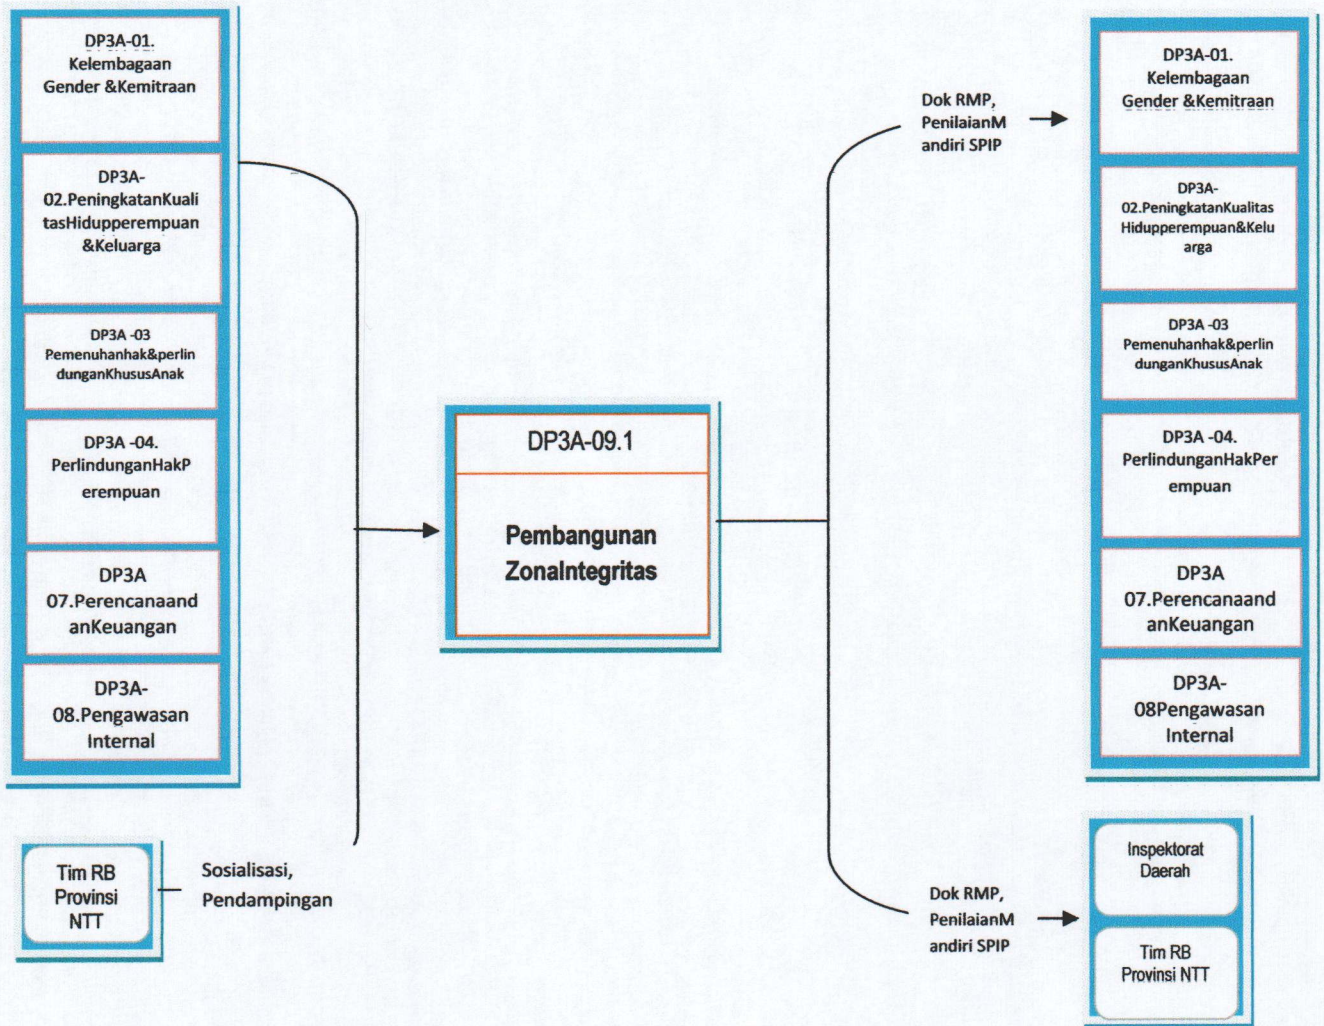 DP3A-01.
Kelembagaan
Gender &Kemitraan
DP3A-
02.PeningkatanKuali
tasHidupperempuan
&Keluarga
DP3A -03
Pemenuhanhak&perlin
dunganKhususAnak
DP3A -04.
PerlindunganHakP
erempuan
DP3A
07.Perencanaand
anKeuangan
DP3A-
08.Pengawasan
Internal
Tim RB
Provinsi
NTT
Sosialisasi,
Pendampingan
DP3A-09.1
Pembangunan
ZonaIntegritas
Dok RMP,
PenilaianM
andiri SPIP
Dok RMP,
PenilaianM
andiri SPIP
DP3A-01.
Kelembagaan
Gender &Kemitraan
DP3A-
02.PeningkatanKualitas
Hidupperempuan&Kelu
arga
DP3A -03
Pemenuhanhak&perlin
dunganKhususAnak
DP3A -04.
PerlindunganHakPer
empuan
DP3A
07.Perencanaand
anKeuangan
DP3A-
08Pengawasan
Internal
Inspektorat
Daerah
Tim RB
Provinsi NTT